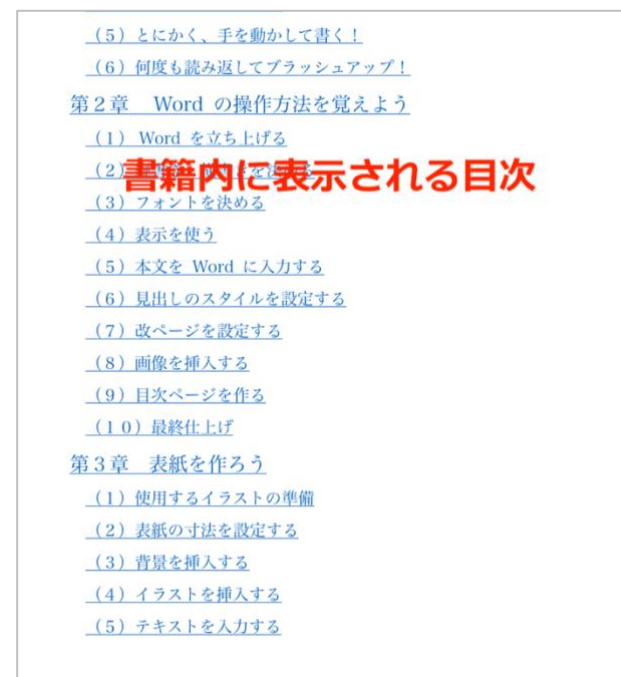 （5）とにかく、手を動かして書く！
（6）何度も読み返してブラッシュアップ！
第２章　Word の操作方法を覚えよう
（1） Word を立ち上げる
（2）
書籍内に表示される目次
（3）フォントを決める
（4）表示を使う
（5）本文を Word に入力する
（6）見出しのスタイルを設定する
（7）改ページを設定する
（8）画像を挿入する
（9）目次ページを作る
（１０）最終仕上げ
第３章　表紙を作ろう
（1）使用するイラストの準備
（2）表紙の寸法を設定する
（3）背景を挿入する
（4）イラストを挿入する
（5）テキストを入力する